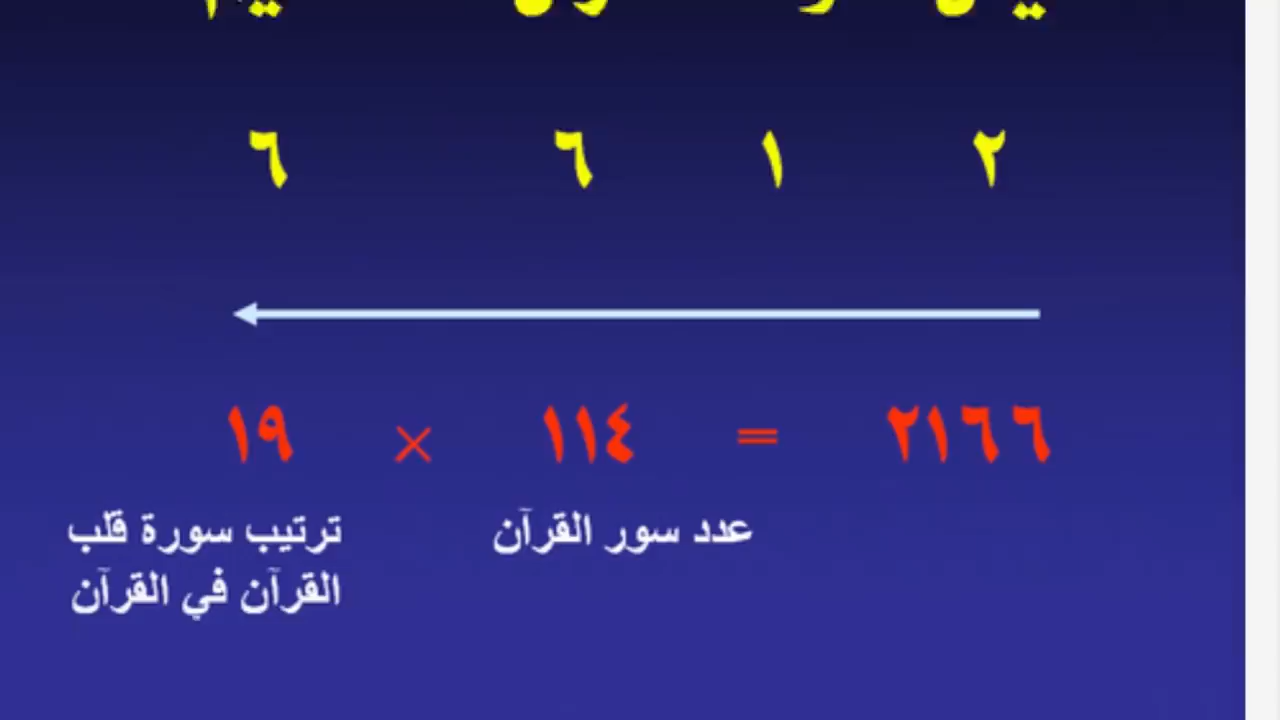 ٢ ١ ٦ ٦
٢١٦٦ = ١١٤ × ١٩
عدد سور القرآن
ترتيب سورة قلب
القرآن في القرآن